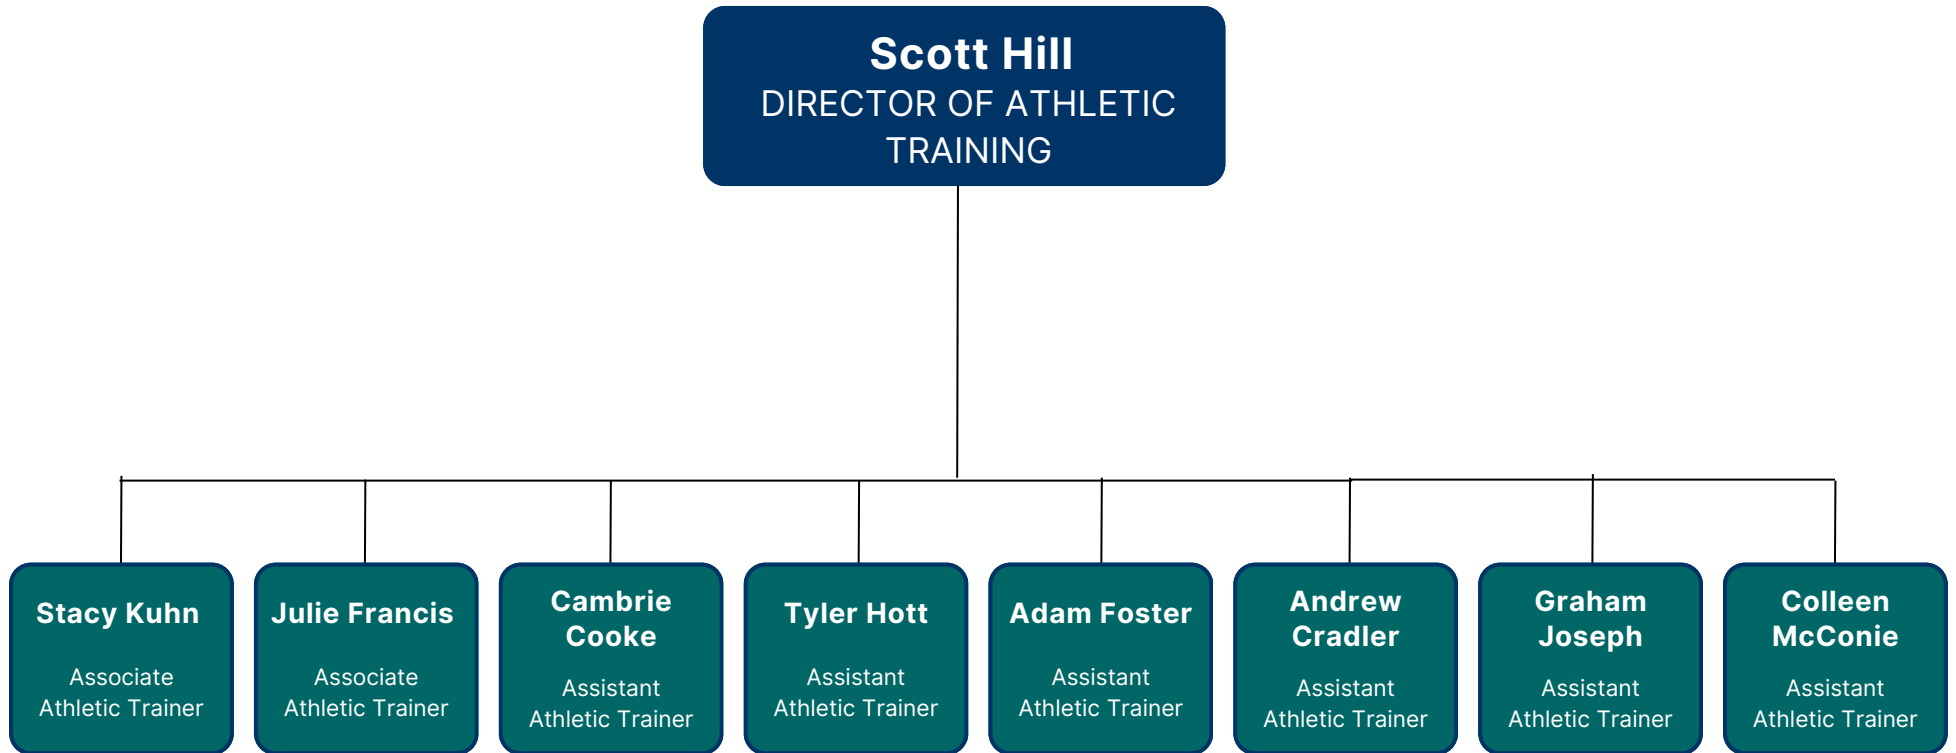 Scott Hill
DIRECTOR OF ATHLETIC
TRAINING
Stacy Kuhn
Associate
Athletic Trainer
Julie Francis
Associate
Athletic Trainer
Cambrie
Cooke
Assistant
Athletic Trainer
Tyler Hott
Assistant
Athletic Trainer
Adam Foster
Assistant
Athletic Trainer
Andrew
Cradler
Assistant
Athletic Trainer
Graham
Joseph
Assistant
Athletic Trainer
Colleen
McConie
Assistant
Athletic Trainer